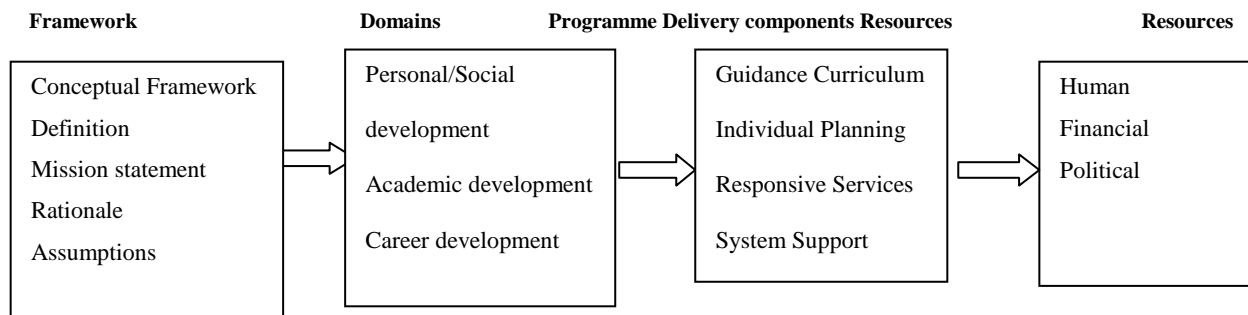 Framework
Domains
Programme Delivery components Resources
Resources
Conceptual Framework
Definition
Mission statement
Rationale
Assumptions
Personal/Social
development
Academic development
Career development
Guidance Curriculum
Individual Planning
Responsive Services
System Support
Human
Financial
Political